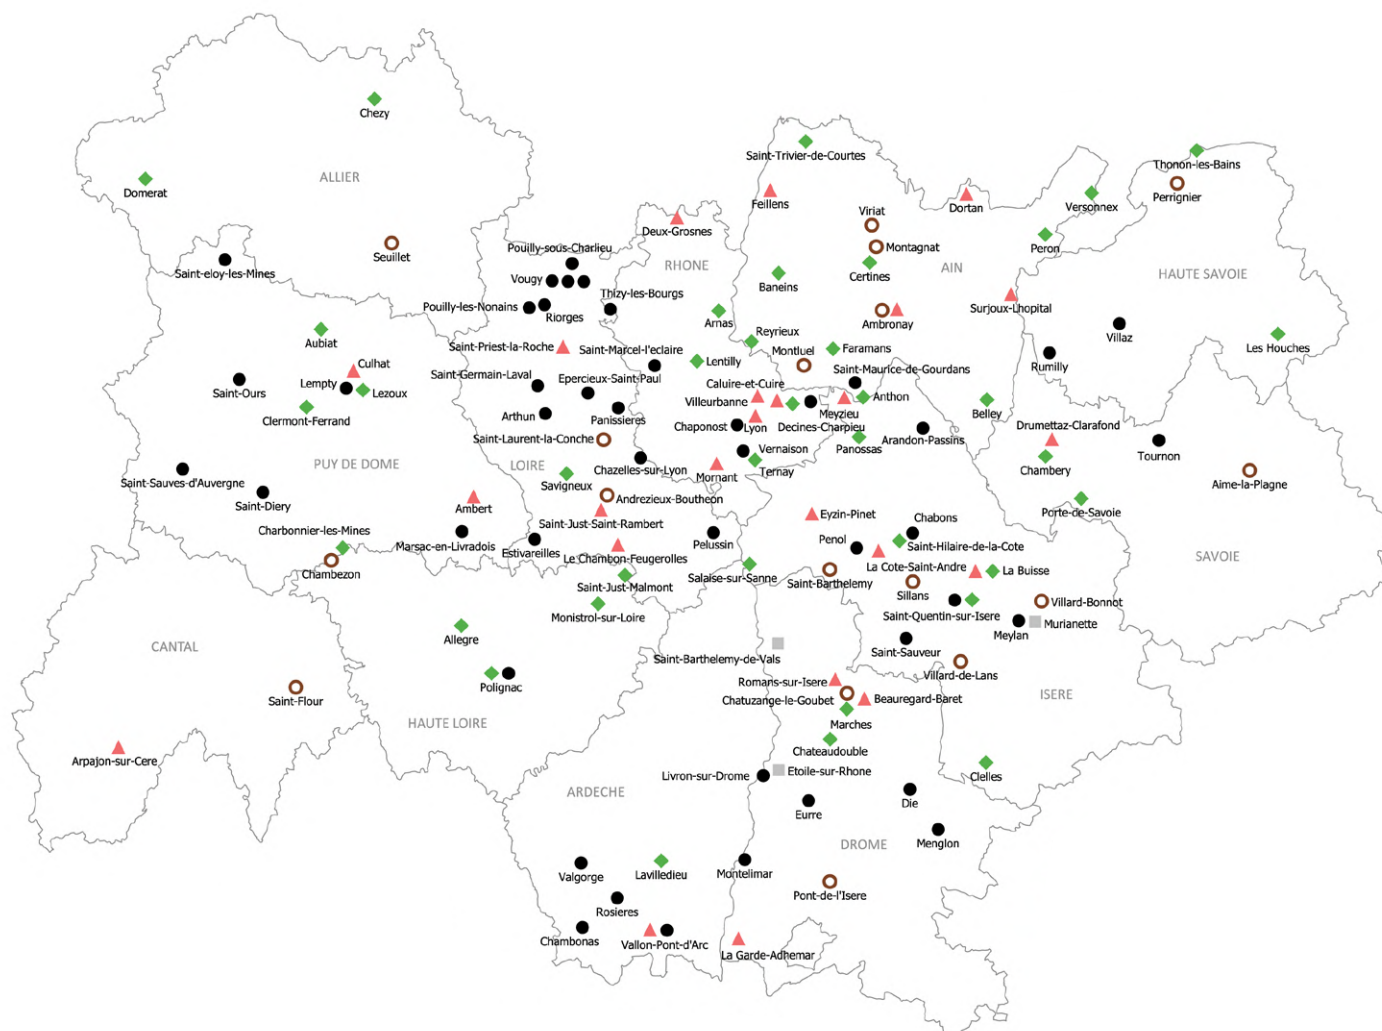 Chezy
Saint-Trivier-de-Courtes
Thonon-les-Bains
ALLIER
Domerat
Feillens
Dortan
Versonnex
Perrignier
Viriat
Deux-Grosnes
Montagnat
Peron
Seuillet
Pouilly-sous-Charlieu
Saint-eloy-les-Mines
RHONE
Certines
AIN
HAUTE SAVOIE
Vougy
Baneins
Thizy-les-Bourgs
Pouilly-les-Nonains
Riorges
Arnas
Ambronay
Surjoux-Lhopital
Villaz
Aubiat
Saint-Priest-la-Roche
Saint-Marcel-l'eclaire
Reyrieux
Montluel
Faramans
Les Houches
Culhat
Lentilly
Saint-Maurice-de-Gourdans
Rumilly
Saint-Ours
Lempty
Lezoux
Saint-Germain-Laval
Epercieux-Saint-Paul
Caluire-et-Cuire
Villeurbanne
Anthon
Clermont-Ferrand
Arthun
Panissieres
Meyzieu
Belley
Chaponost
Lyon
Decines-Charpieu
Drumettaz-Clarafond
Saint-Laurent-la-Conche
Arandon-Passins
Vernaison
Panossas
Tournon
PUY DE DOME
LOIRE
Chazelles-sur-Lyon
Ternay
Chambery
Saint-Sauves-d'Auvergne
Savigneux
Mornant
Aime-la-Plagne
Saint-Diery
Andrezieux-Boutheon
Porte-de-Savoie
Ambert
Saint-Just-Saint-Rambert
Eyzin-Pinet
Chabons
Charbonnier-les-Mines
Marsac-en-Livradois
Estivareilles
Le Chambon-Feugerolles
Pelussin
Penol
Saint-Hilaire-de-la-Cote
SAVOIE
Chambezon
Saint-Just-Malmont
Salaise-sur-Sanne
Saint-Barthelemy
La Cote-Saint-Andre
La Buisse
Sillans
Villard-Bonnot
Monistrol-sur-Loire
Saint-Quentin-sur-Isere
Murianette
Allegre
Meylan
CANTAL
Saint-Sauveur
Saint-Barthelemy-de-Vals
Villard-de-Lans
Polignac
Romans-sur-Isere
Saint-Flour
Chatuzange-le-Goubet
Beauregard-Baret
ISERE
HAUTE LOIRE
Marches
Chateaudouble
Arpajon-sur-Cere
Clelles
Livron-sur-Drome
Etoile-sur-Rhone
ARDECHE
Die
Eurre
Menglon
DROME
Valgorge
Lavilledieu
Montelimar
Pont-de-l'Isere
Rosieres
Chambonas
Vallon-Pont-d'Arc
La Garde-Adhemar